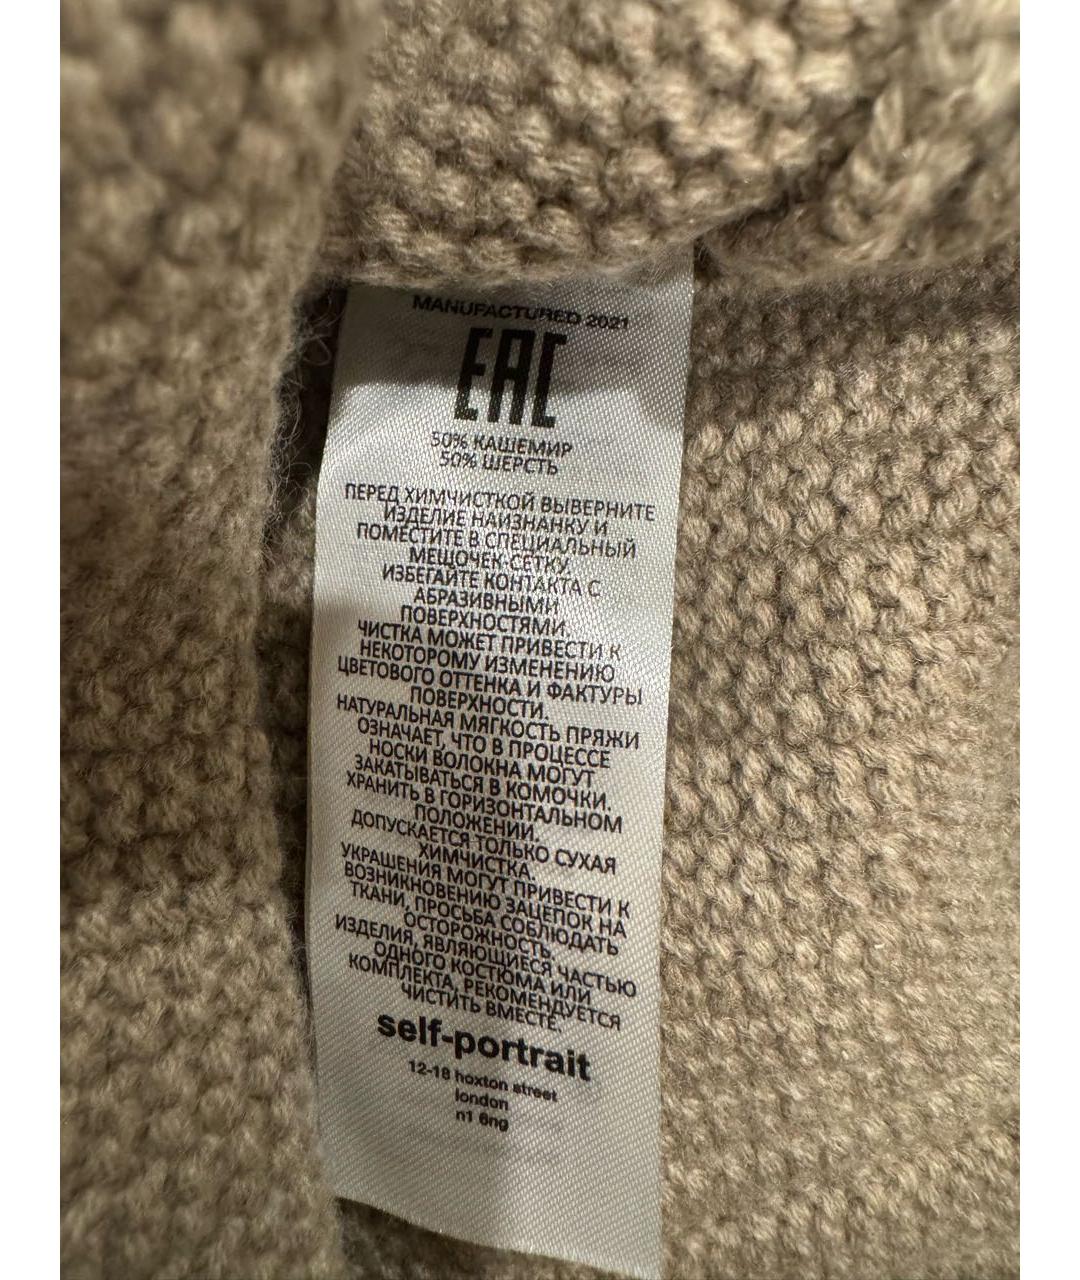 MANUFACTURED 2021
EAC
50% КАШЕМИР
50% ШЕРСТЬ
ПЕРЕД ХИМЧИСТКОЙ ВЫВЕРНИТЕ
ИЗДЕЛИЕ НАИЗНАНКУ И
ПОМЕСТИТЕ В СПЕЦИАЛЬНЫЙ
МЕШОЧЕК-СЕТКУ.
ИЗБЕГАЙТЕ КОНТАКТА С
АБРАЗИВНЫМИ
ПОВЕРХНОСТЯМИ.
ЧИСТКА МОЖЕТ ПРИВЕСТИ К
НЕКОТОРОМУ ИЗМЕНЕНИЮ
ЦВЕТОВОГО ОТТЕНКА И ФАКТУРЫ
ПОВЕРХНОСТИ.
НАТУРАЛЬНАЯ МЯГКОСТЬ ПРЯЖИ
ОЗНАЧАЕТ, ЧТО В ПРОЦЕССЕ
НОСКИ ВОЛОКНА МОГУТ
ЗАКАТЫВАТЬСЯ В КОМОЧКИ.
ХРАНИТЬ В ГОРИЗОНТАЛЬНОМ
ПОЛОЖЕНИИ.
ДОПУСКАЕТСЯ ТОЛЬКО СУХАЯ
ХИМЧИСТКА.
УКРАШЕНИЯ МОГУТ ПРИВЕСТИ К
ВОЗНИКНОВЕНИЮ ЗАЦЕПОК НА
ТКАНИ, ПРОСЬБА СОБЛЮДАТЬ
ОСТОРОЖНОСТЬ.
ИЗДЕЛИЯ, ЯВЛЯЮЩИЕСЯ ЧАСТЬЮ
ОДНОГО КОСТЮМА ИЛИ
КОМПЛЕКТА, РЕКОМЕНДУЕТСЯ
ЧИСТИТЬ ВМЕСТЕ.
self-portrait
12-18 hoxton street
london
n1 6ng